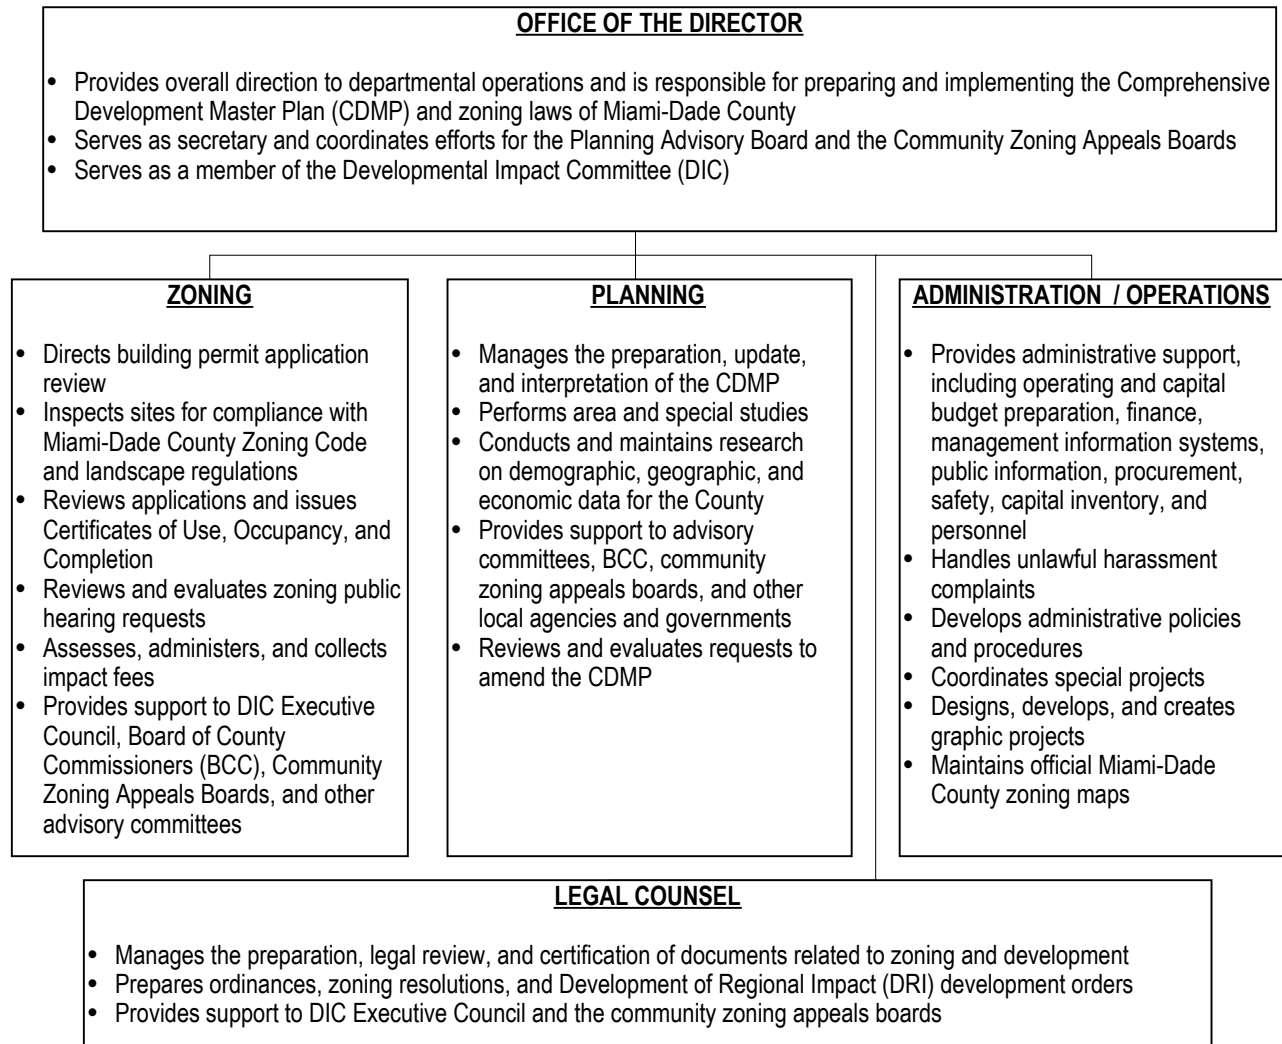 OFFICE OF THE DIRECTOR
• Provides overall direction to departmental operations and is responsible for preparing and implementing the Comprehensive
Development Master Plan (CDMP) and zoning laws of Miami-Dade County
• Serves as secretary and coordinates efforts for the Planning Advisory Board and the Community Zoning Appeals Boards
• Serves as a member of the Developmental Impact Committee (DIC)
ZONING
• Directs building permit application
review
• Inspects sites for compliance with
Miami-Dade County Zoning Code
and landscape regulations
• Reviews applications and issues
Certificates of Use, Occupancy, and
Completion
• Reviews and evaluates zoning public
hearing requests
• Assesses, administers, and collects
impact fees
• Provides support to DIC Executive
Council, Board of County
Commissioners (BCC), Community
Zoning Appeals Boards, and other
advisory committees
PLANNING
• Manages the preparation, update,
and interpretation of the CDMP
• Performs area and special studies
• Conducts and maintains research
on demographic, geographic, and
economic data for the County
• Provides support to advisory
committees, BCC, community
zoning appeals boards, and other
local agencies and governments
• Reviews and evaluates requests to
amend the CDMP
ADMINISTRATION / OPERATIONS
• Provides administrative support,
including operating and capital
budget preparation, finance,
management information systems,
public information, procurement,
safety, capital inventory, and
personnel
• Handles unlawful harassment
complaints
• Develops administrative policies
and procedures
• Coordinates special projects
• Designs, develops, and creates
graphic projects
• Maintains official Miami-Dade
County zoning maps
LEGAL COUNSEL
• Manages the preparation, legal review, and certification of documents related to zoning and development
• Prepares ordinances, zoning resolutions, and Development of Regional Impact (DRI) development orders
• Provides support to DIC Executive Council and the community zoning appeals boards